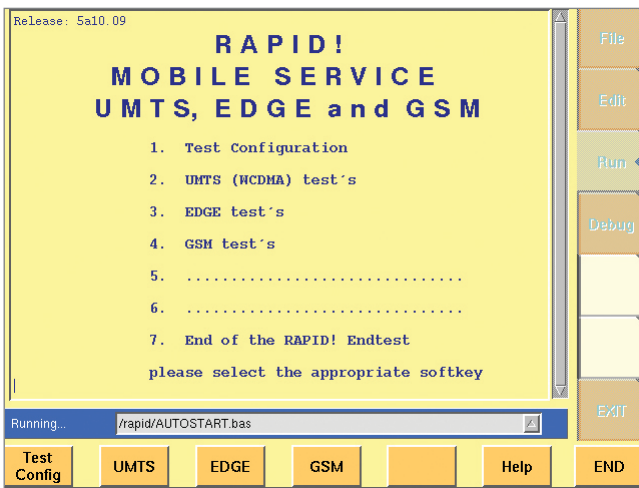 Release: 5a10.09
RAPID!
MOBILE SERVICE
UMTS, EDGE and GSM
1. Test Configuration
2. UMTS (WCDMA) test´s
3. EDGE test´s
4. GSM test´s
5. ...............................
6. ...............................
7. End of the RAPID! Endtest
please select the appropriate softkey
File
Edit
Run
Debug
EXIT
Running...
/rapid/AUTOSTART.bas
Test
Config
UMTS
EDGE
GSM
Help
END